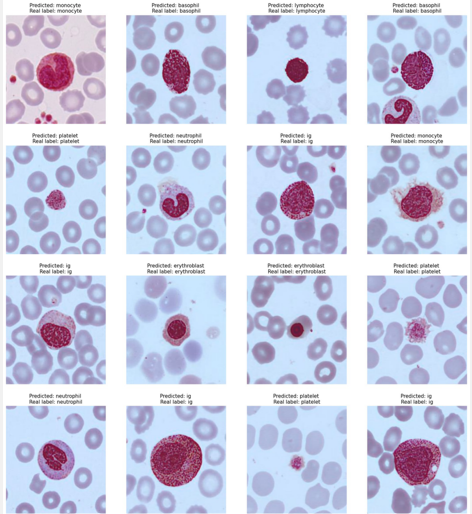 Predicted: monocyte
Real label: monocyte
Predicted: basophil
Real label: basophil
Predicted: lymphocyte
Real label: lymphocyte
Predicted: basophil
Real label: basophil
Predicted: platelet
Real label: platelet
Predicted: neutrophil
Real label: neutrophil
Predicted: ig
Real label: ig
Predicted: monocyte
Real label: monocyte
Predicted: ig
Real label: ig
Predicted: erythroblast
Real label: erythroblast
Predicted: erythroblast
Real label: erythroblast
Predicted: platelet
Real label: platelet
Predicted: neutrophil
Real label: neutrophil
Predicted: ig
Real label: ig
Predicted: platelet
Real label: platelet
Predicted: ig
Real label: ig